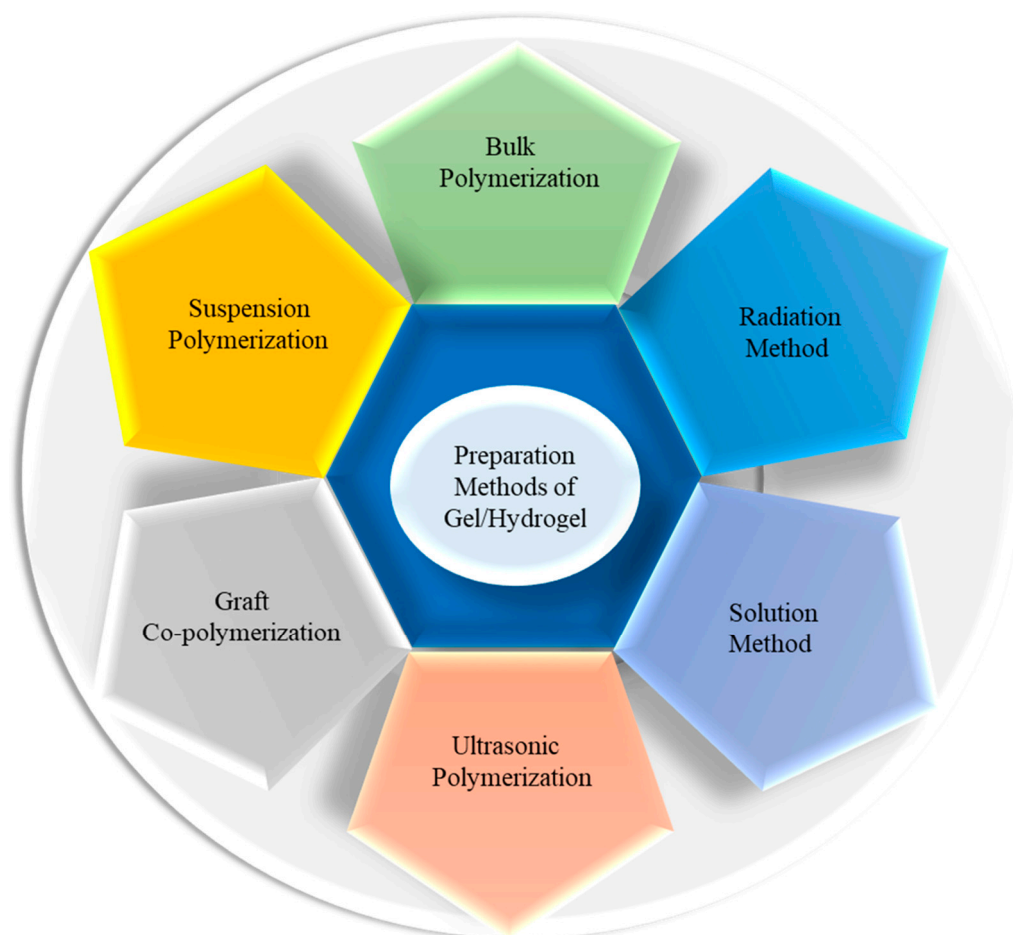 Bulk
Polymerization
Radiation
Method
Solution
Method
Ultrasonic
Polymerization
Graft
Co-polymerization
Suspension
Polymerization
Preparation
Methods of
Gel/Hydrogel